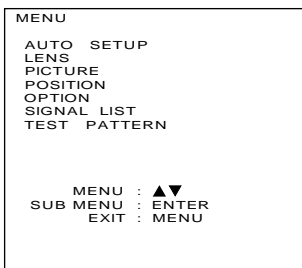 MENU
AUTO SETUP
LENS
PICTURE
POSITION
OPTION
SIGNAL LIST
TEST PATTERN
MENU : ▲▼
SUB MENU : ENTER
EXIT : MENU